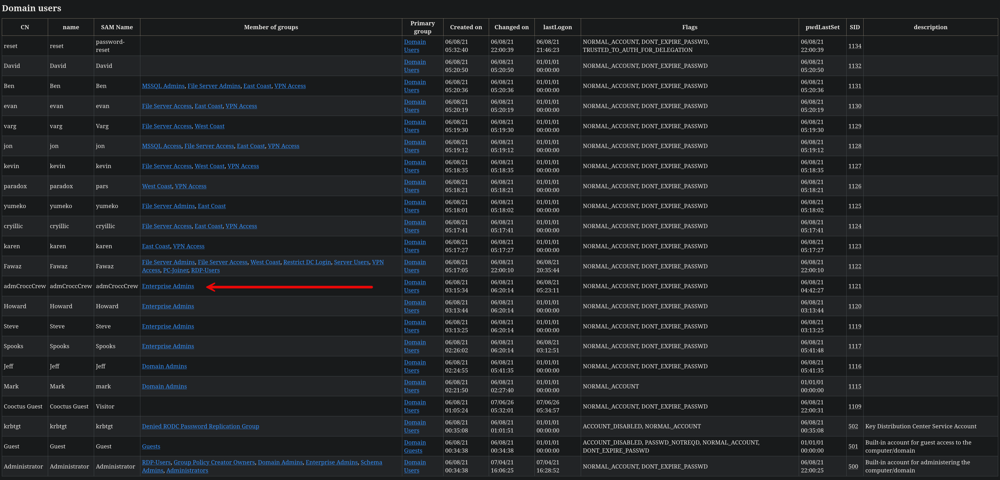 Domain users
CN name SAM Name Member of groups Primary group Created on Changed on lastLogon Flags pwdLastSet SID description
reset reset password-reset Domain Users 06/08/21 05:32:40 06/08/21 22:00:39 06/08/21 21:46:23 NORMAL_ACCOUNT, DONT_EXPIRE_PASSWD, TRUSTED_TO_AUTH_FOR_DELEGATION 06/08/21 22:00:39 1134
David David David Domain Users 06/08/21 05:20:50 06/08/21 05:20:50 01/01/01 00:00:00 NORMAL_ACCOUNT, DONT_EXPIRE_PASSWD 06/08/21 05:20:50 1132
Ben Ben Ben MSSQL Admins, File Server Admins, East Coast, VPN Access Domain Users 06/08/21 05:20:36 06/08/21 05:20:36 01/01/01 00:00:00 NORMAL_ACCOUNT, DONT_EXPIRE_PASSWD 06/08/21 05:20:36 1131
evan evan evan File Server Access, East Coast, VPN Access Domain Users 06/08/21 05:20:19 06/08/21 05:20:19 01/01/01 00:00:00 NORMAL_ACCOUNT, DONT_EXPIRE_PASSWD 06/08/21 05:20:19 1130
varg varg Varg File Server Access, West Coast Domain Users 06/08/21 05:19:30 06/08/21 05:19:30 01/01/01 00:00:00 NORMAL_ACCOUNT, DONT_EXPIRE_PASSWD 06/08/21 05:19:30 1129
jon jon jon MSSQL Access, File Server Access, East Coast, VPN Access Domain Users 06/08/21 05:19:12 06/08/21 05:19:12 01/01/01 00:00:00 NORMAL_ACCOUNT, DONT_EXPIRE_PASSWD 06/08/21 05:19:12 1128
kevin kevin kevin File Server Access, West Coast, VPN Access Domain Users 06/08/21 05:18:35 06/08/21 05:18:35 01/01/01 00:00:00 NORMAL_ACCOUNT, DONT_EXPIRE_PASSWD 06/08/21 05:18:35 1127
paradox paradox pars West Coast, VPN Access Domain Users 06/08/21 05:18:21 06/08/21 05:18:21 01/01/01 00:00:00 NORMAL_ACCOUNT, DONT_EXPIRE_PASSWD 06/08/21 05:18:21 1126
yumeko yumeko yumeko File Server Admins, East Coast Domain Users 06/08/21 05:18:01 06/08/21 05:18:02 01/01/01 00:00:00 NORMAL_ACCOUNT, DONT_EXPIRE_PASSWD 06/08/21 05:18:02 1125
cryillic cryillic cryillic File Server Access, East Coast, VPN Access Domain Users 06/08/21 05:17:41 06/08/21 05:17:41 01/01/01 00:00:00 NORMAL_ACCOUNT, DONT_EXPIRE_PASSWD 06/08/21 05:17:41 1124
karen karen karen East Coast, VPN Access Domain Users 06/08/21 05:17:27 06/08/21 05:17:27 01/01/01 00:00:00 NORMAL_ACCOUNT, DONT_EXPIRE_PASSWD 06/08/21 05:17:27 1123
Fawaz Fawaz Fawaz File Server Admins, File Server Access, West Coast, Restrict DC Login, Server Users, VPN Access, PC-Joiner, RDP-Users Domain Users 06/08/21 05:17:05 06/08/21 22:00:10 06/08/21 20:35:44 NORMAL_ACCOUNT, DONT_EXPIRE_PASSWD 06/08/21 22:00:10 1122
admCroccCrew admCroccCrew admCroccCrew Enterprise Admins Domain Users 06/08/21 03:15:34 06/08/21 06:20:14 06/08/21 05:23:11 NORMAL_ACCOUNT, DONT_EXPIRE_PASSWD 06/08/21 04:42:27 1121
Howard Howard Howard Enterprise Admins Domain Users 06/08/21 03:13:44 06/08/21 06:20:14 01/01/01 00:00:00 NORMAL_ACCOUNT, DONT_EXPIRE_PASSWD 06/08/21 03:13:44 1120
Steve Steve Steve Enterprise Admins Domain Users 06/08/21 03:13:25 06/08/21 06:20:14 01/01/01 00:00:00 NORMAL_ACCOUNT, DONT_EXPIRE_PASSWD 06/08/21 03:13:25 1119
Spooks Spooks Spooks Enterprise Admins Domain Users 06/08/21 02:26:02 06/08/21 06:20:14 06/08/21 03:12:51 NORMAL_ACCOUNT, DONT_EXPIRE_PASSWD 06/08/21 05:41:48 1117
Jeff Jeff Jeff Domain Admins Domain Users 06/08/21 02:24:55 06/08/21 05:41:35 01/01/01 00:00:00 NORMAL_ACCOUNT, DONT_EXPIRE_PASSWD 06/08/21 05:41:35 1116
Mark Mark mark Domain Admins Domain Users 06/08/21 02:21:50 06/08/21 02:27:40 01/01/01 00:00:00 NORMAL_ACCOUNT 01/01/01 00:00:00 1115
Cooctus Guest Cooctus Guest Visitor Domain Users 06/08/21 01:05:24 07/06/26 05:32:01 07/06/26 05:34:57 NORMAL_ACCOUNT, DONT_EXPIRE_PASSWD 06/08/21 22:00:31 1109
krbtgt krbtgt krbtgt Denied RODC Password Replication Group Domain Users 06/08/21 00:35:08 06/08/21 01:01:51 01/01/01 00:00:00 ACCOUNT_DISABLED, NORMAL_ACCOUNT 06/08/21 00:35:08 502 Key Distribution Center Service Account
Guest Guest Guest Guests Domain Guests 06/08/21 00:34:38 06/08/21 00:34:38 01/01/01 00:00:00 ACCOUNT_DISABLED, PASSWD_NOTREQD, NORMAL_ACCOUNT, DONT_EXPIRE_PASSWD 01/01/01 00:00:00 501 Built-in account for guest access to the computer/domain
Administrator Administrator Administrator RDP-Users, Group Policy Creator Owners, Domain Admins, Enterprise Admins, Schema Admins, Administrators Domain Users 06/08/21 00:34:38 07/04/21 16:06:25 07/04/21 16:28:52 NORMAL_ACCOUNT, DONT_EXPIRE_PASSWD 06/08/21 22:00:25 500 Built-in account for administering the computer/domain